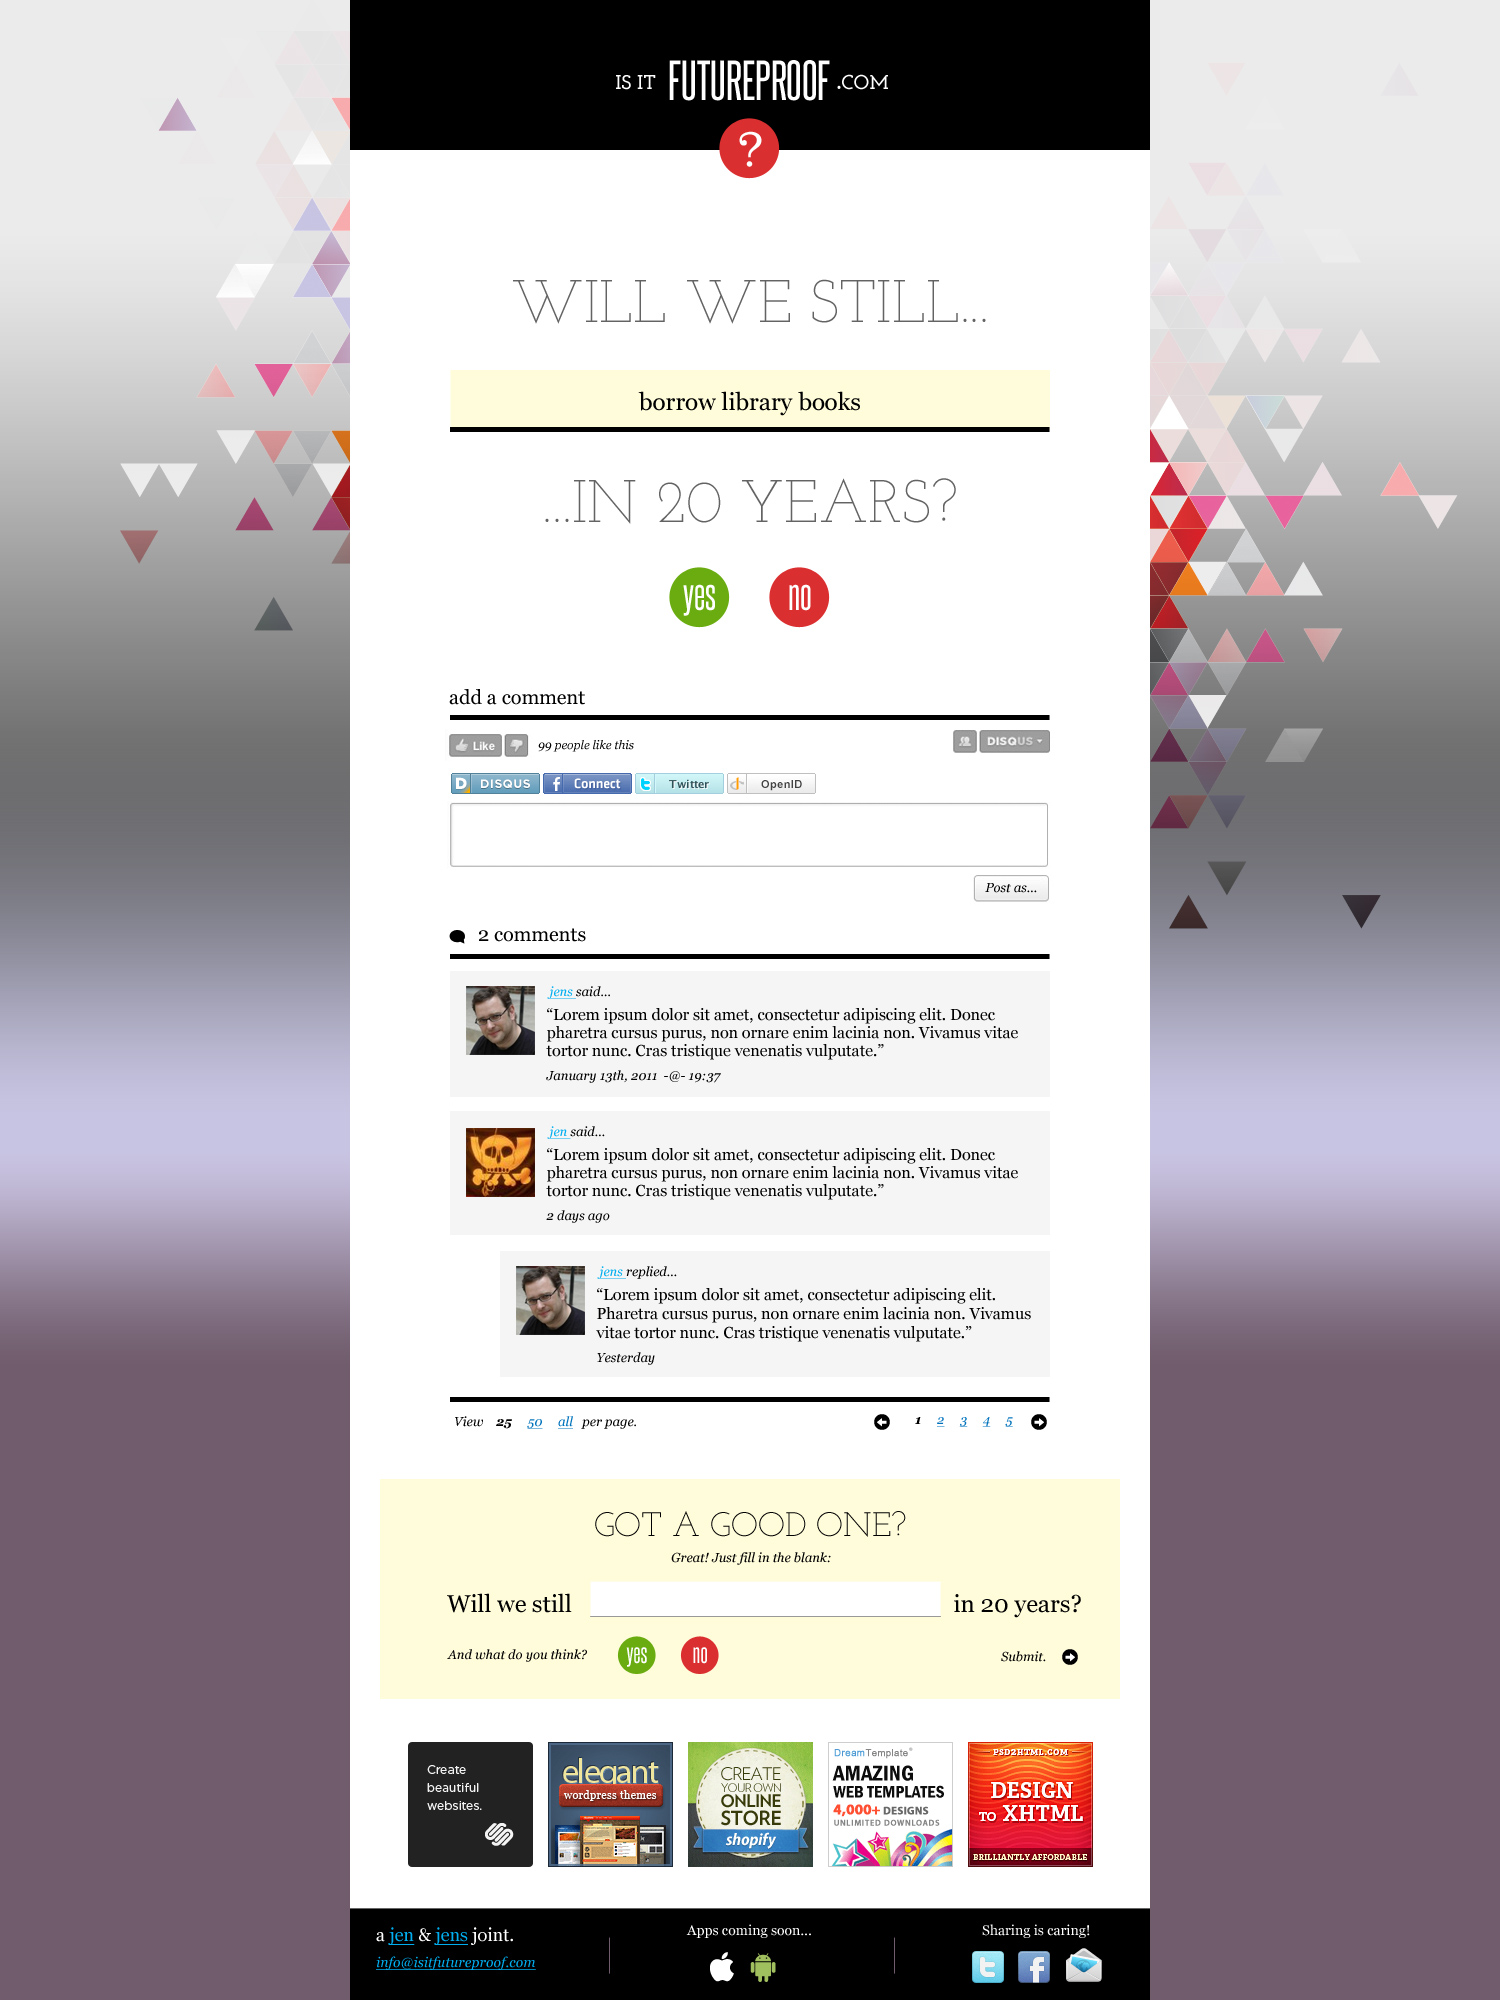 IS IT FUTUREPROOF .COM
?
WILL WE STILL...
borrow library books
...IN 20 YEARS?
yes no
add a comment
Like 99 people like this DISQUS
D DISQUS f Connect t Twitter OpenID
Post as...
2 comments
jens said...
“Lorem ipsum dolor sit amet, consectetur adipiscing elit. Donec
pharetra cursus purus, non ornare enim lacinia non. Vivamus vitae
tortor nunc. Cras tristique venenatis vulputate.”
January 13th, 2011 -@- 19:37
jen said...
“Lorem ipsum dolor sit amet, consectetur adipiscing elit. Donec
pharetra cursus purus, non ornare enim lacinia non. Vivamus vitae
tortor nunc. Cras tristique venenatis vulputate.”
2 days ago
jens replied...
“Lorem ipsum dolor sit amet, consectetur adipiscing elit.
Pharetra cursus purus, non ornare enim lacinia non. Vivamus
vitae tortor nunc. Cras tristique venenatis vulputate.”
Yesterday
View 25 50 all per page. 1 2 3 4 5
GOT A GOOD ONE?
Great! Just fill in the blank:
Will we still in 20 years?
And what do you think? yes no Submit.
Create
beautiful
websites.
elegant
wordpress themes
CREATE
YOUR OWN
ONLINE
STORE
shopify
DreamTemplate®
AMAZING
WEB TEMPLATES
4,000+ DESIGNS
UNLIMITED DOWNLOADS
PSD2HTML.COM
DESIGN
TO XHTML
BRILLIANTLY AFFORDABLE
a jen & jens joint.
info@isitfutureproof.com
Apps coming soon...
Sharing is caring!
t f